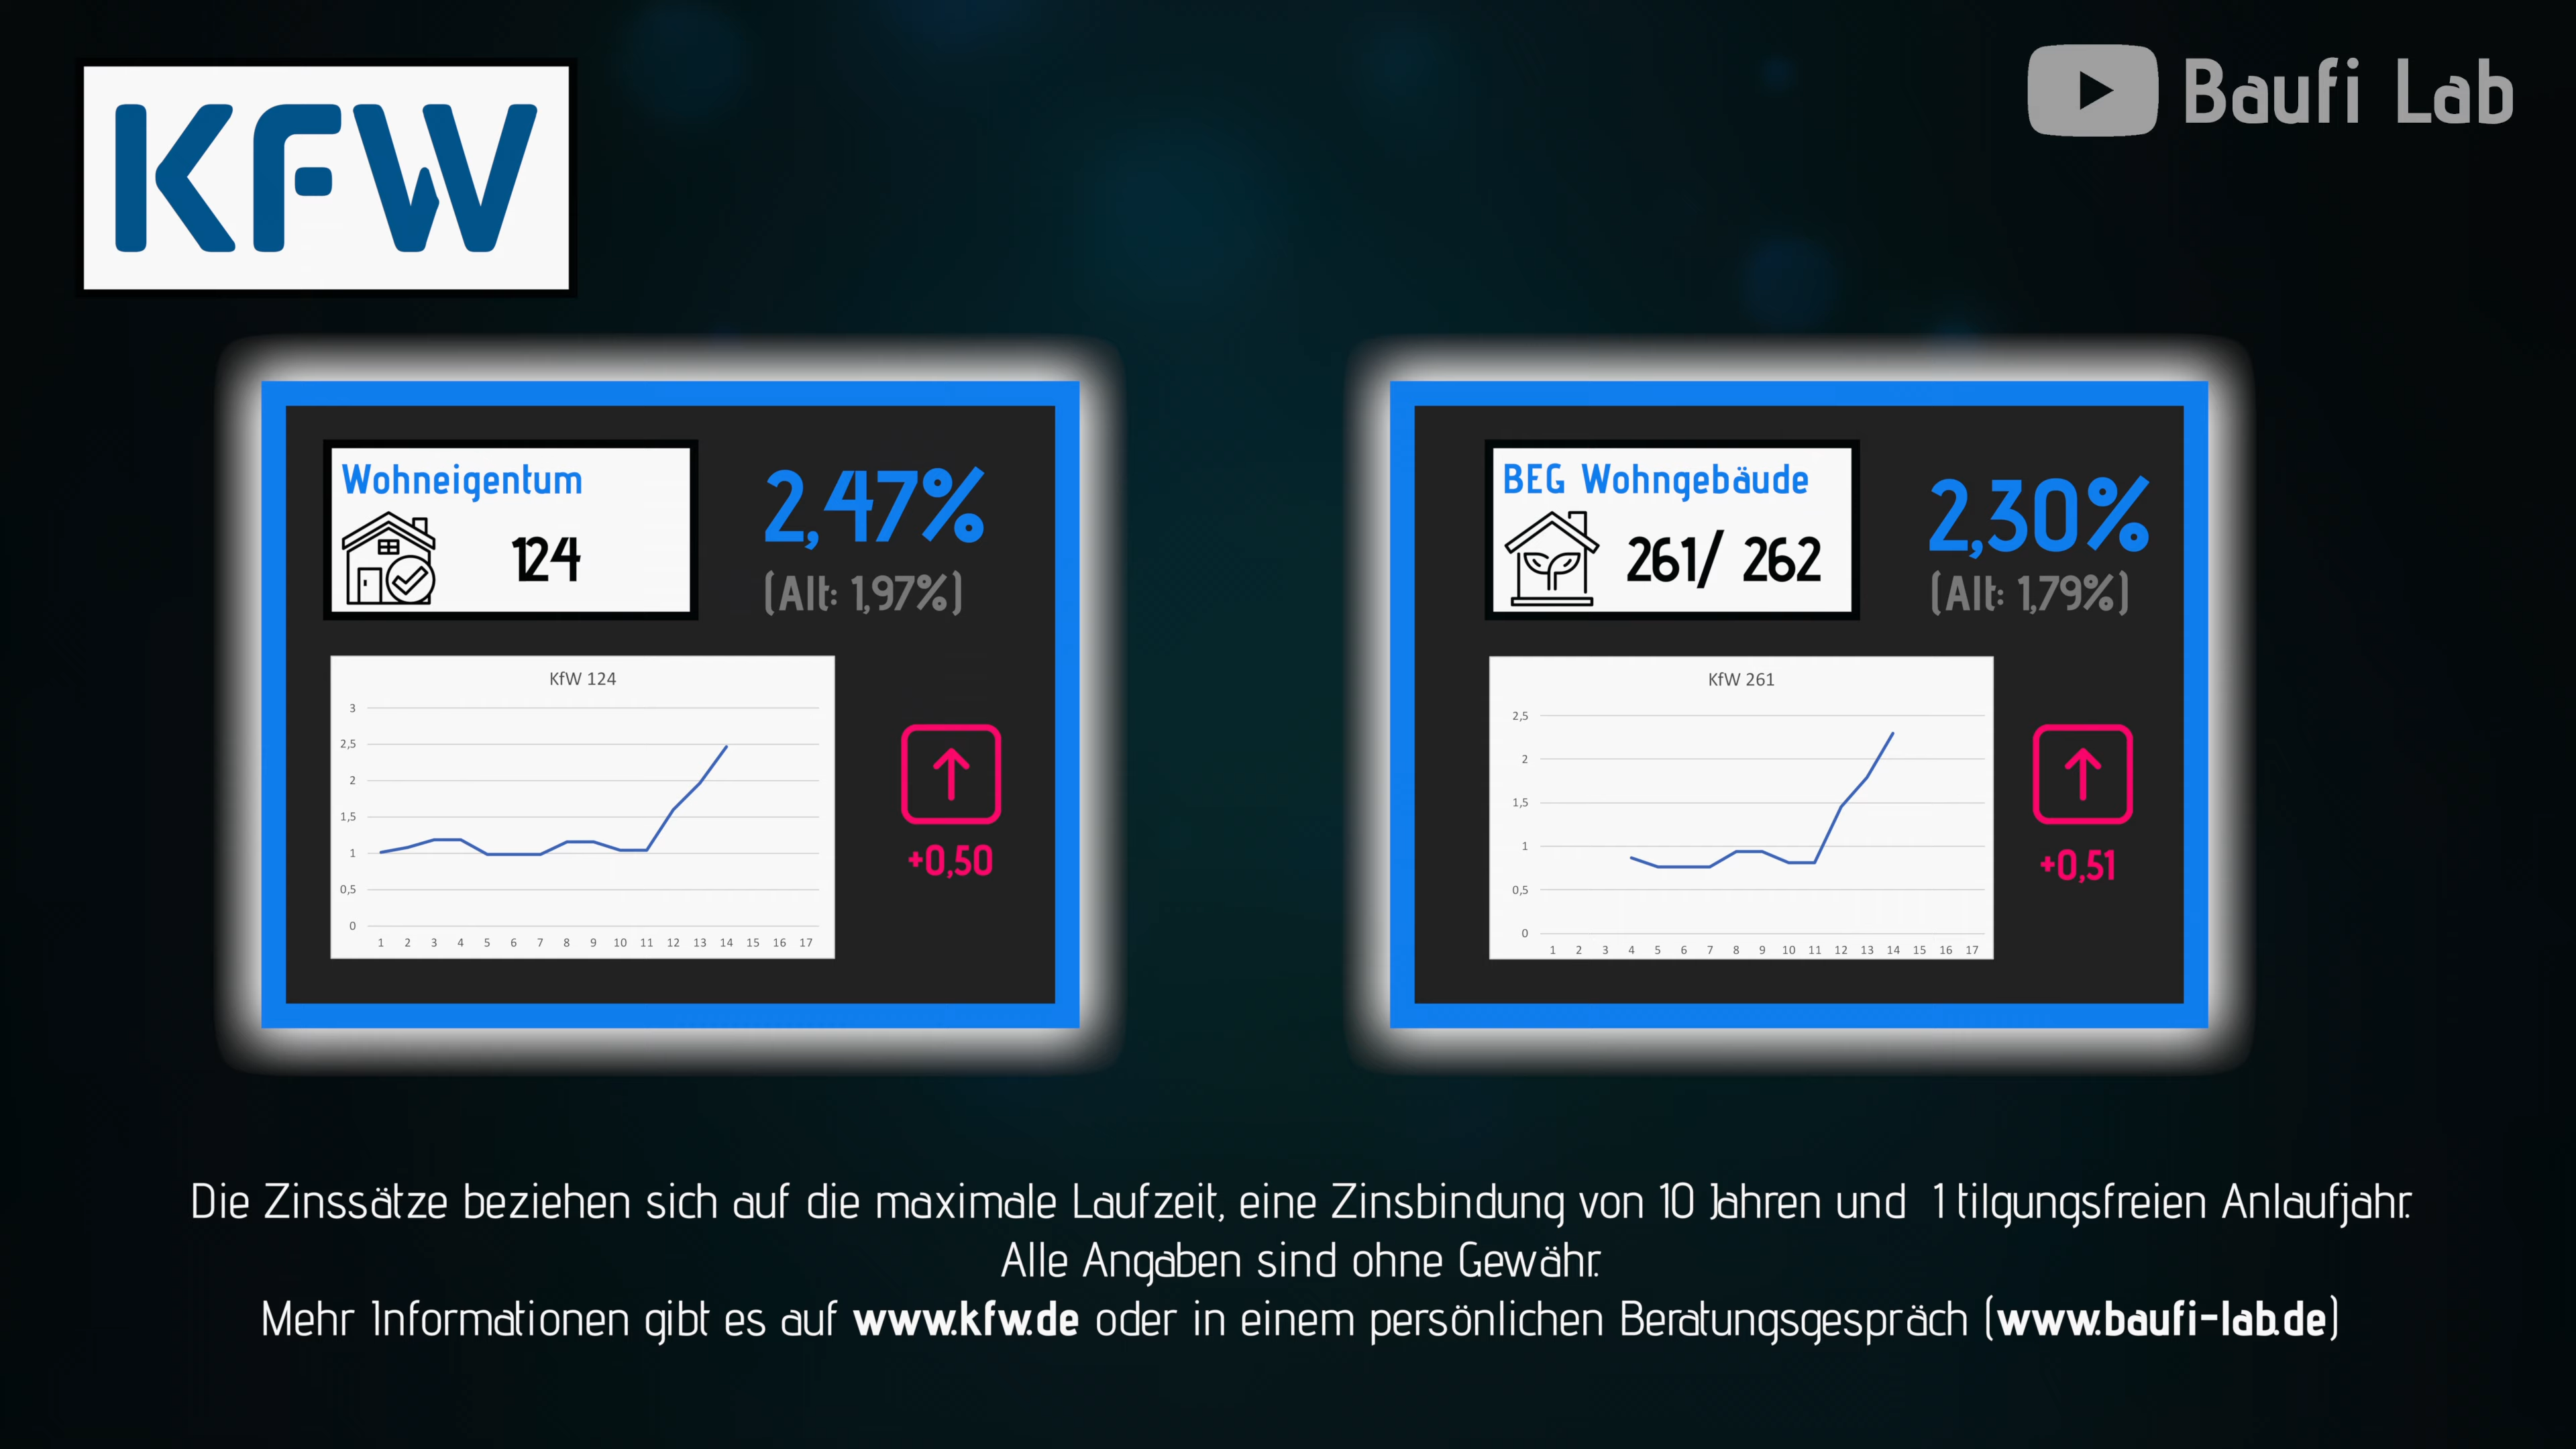 KFW
Baufi Lab
Wohneigentum
124
2,47%
(Alt: 1,97%)
KfW 124
3
2,5
2
1,5
1
0,5
0
1 2 3 4 5 6 7 8 9 10 11 12 13 14 15 16 17
+0,50
BEG Wohngebäude
261/ 262
2,30%
(Alt: 1,79%)
KfW 261
2,5
2
1,5
1
0,5
0
1 2 3 4 5 6 7 8 9 10 11 12 13 14 15 16 17
+0,51
Die Zinssätze beziehen sich auf die maximale Laufzeit, eine Zinsbindung von 10 Jahren und 1 tilgungsfreien Anlaufjahr.
Alle Angaben sind ohne Gewähr.
Mehr Informationen gibt es auf www.kfw.de oder in einem persönlichen Beratungsgespräch (www.baufi-lab.de)